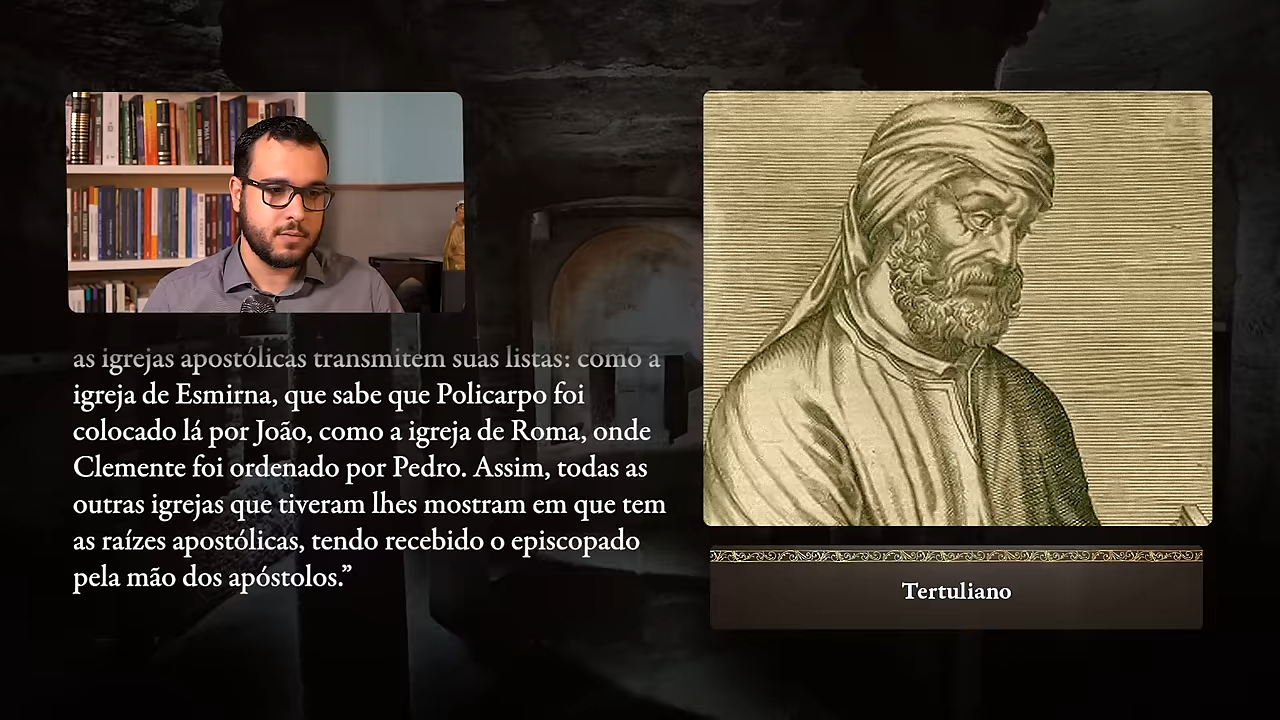 as igrejas apostólicas transmitem suas listas: como a
igreja de Esmirna, que sabe que Policarpo foi
colocado lá por João, como a igreja de Roma, onde
Clemente foi ordenado por Pedro. Assim, todas as
outras igrejas que tiveram lhes mostram em que tem
as raízes apostólicas, tendo recebido o episcopado
pela mão dos apóstolos.”
Tertuliano